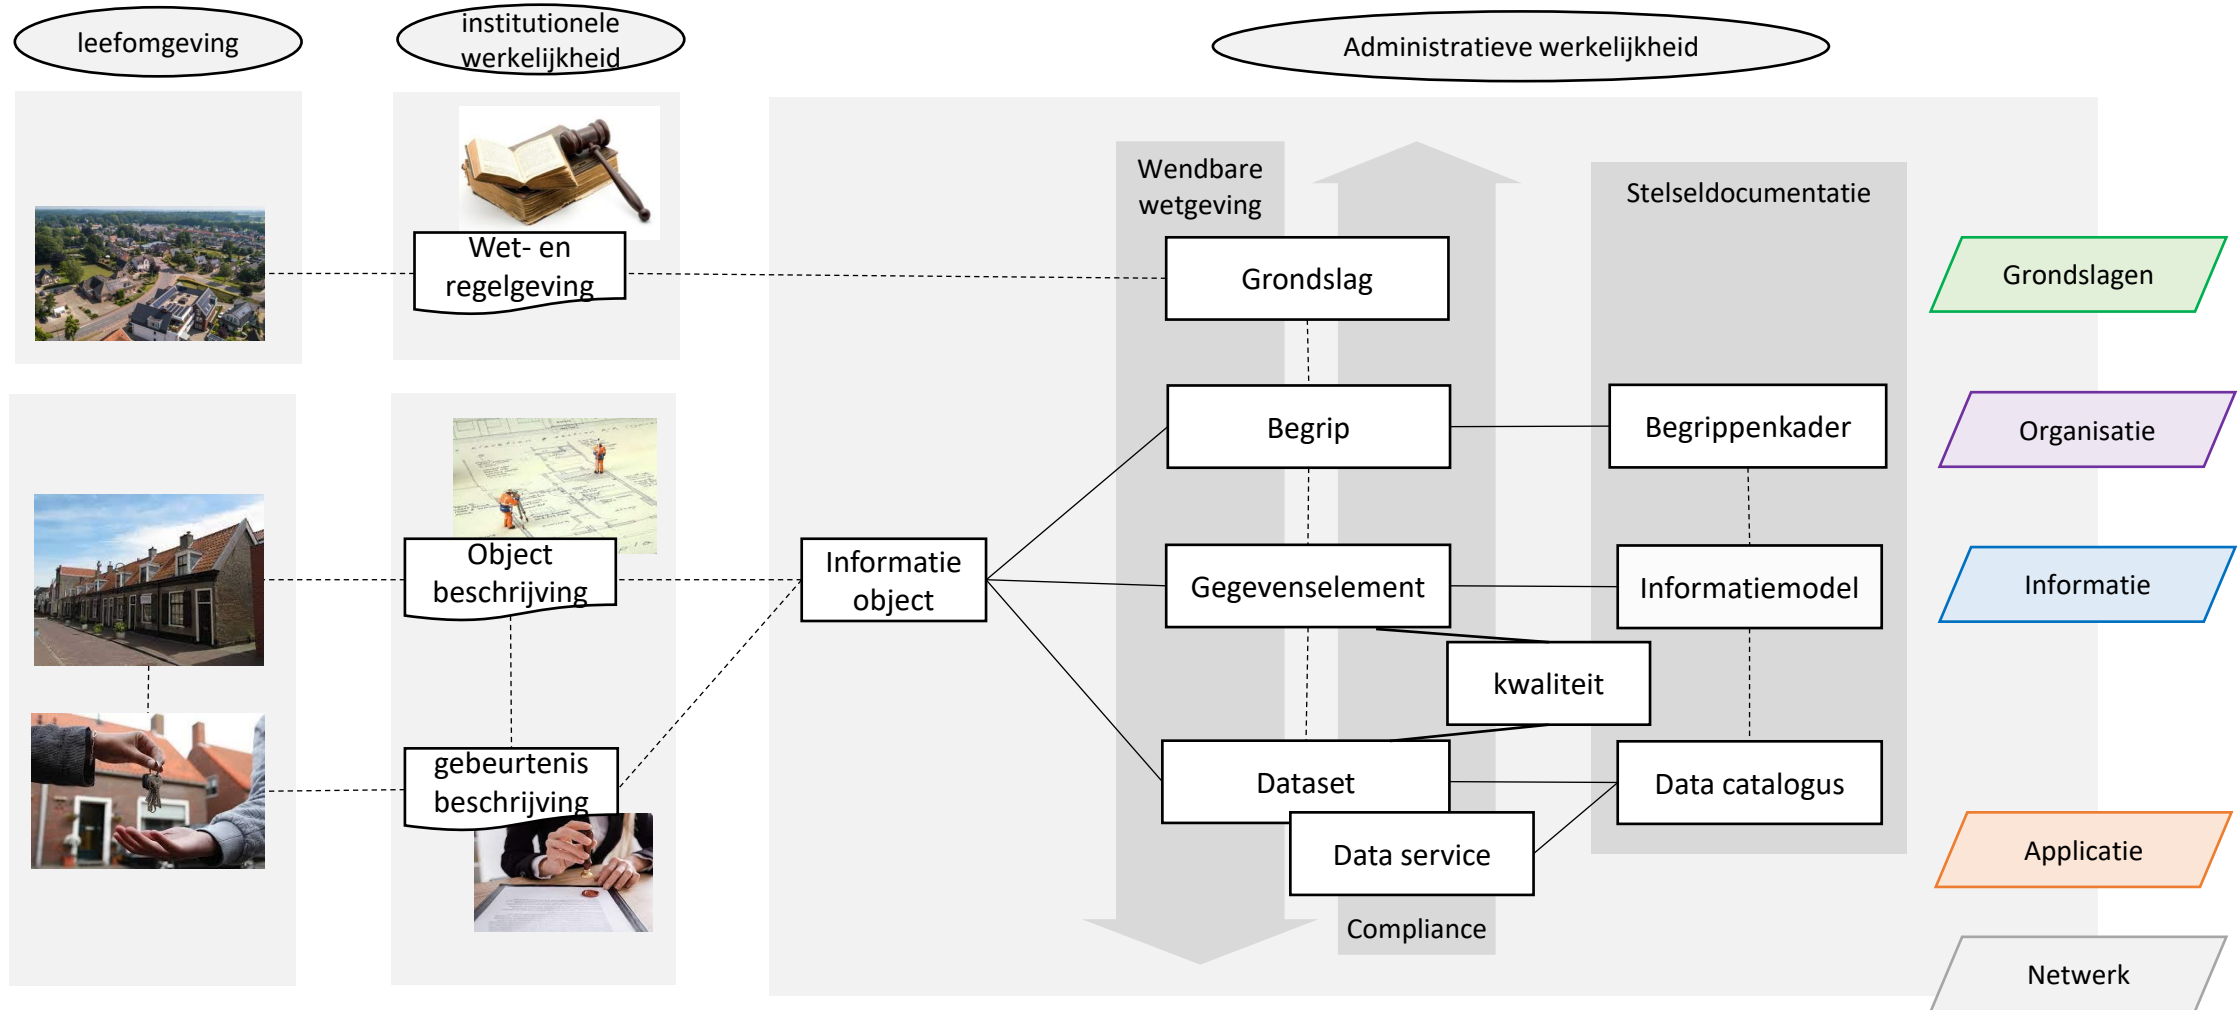 leefomgeving
institutionele
werkelijkheid
Administratieve werkelijkheid
Wendbare
wetgeving
Stelseldocumentatie
Wet- en
regelgeving
Grondslag
Grondslagen
Begrip
Begrippenkader
Organisatie
Object
beschrijving
Informatie
object
Gegevenselement
Informatiemodel
Informatie
kwaliteit
gebeurtenis
beschrijving
Dataset
Data catalogus
Data service
Applicatie
Compliance
Netwerk